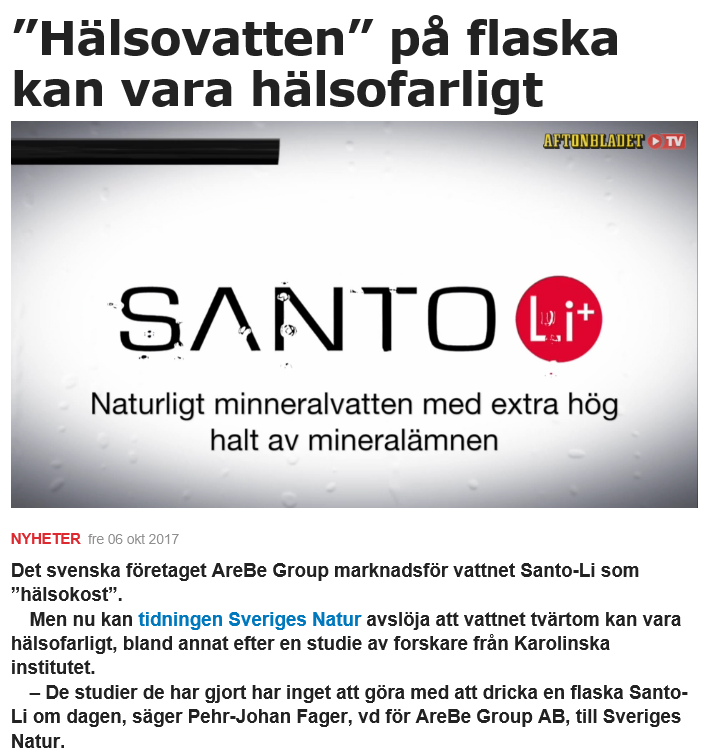 ”Hälsovatten” på flaska
kan vara hälsofarligt
AFTONBLADET TV
SANTO Li+
Naturligt minneralvatten med extra hög
halt av mineralämnen
NYHETER fre 06 okt 2017
Det svenska företaget AreBe Group marknadsför vattnet Santo-Li som
”hälsokost”.
Men nu kan tidningen Sveriges Natur avslöja att vattnet tvärtom kan vara
hälsofarligt, bland annat efter en studie av forskare från Karolinska
institutet.
– De studier de har gjort har inget att göra med att dricka en flaska Santo-
Li om dagen, säger Pehr-Johan Fager, vd för AreBe Group AB, till Sveriges
Natur.